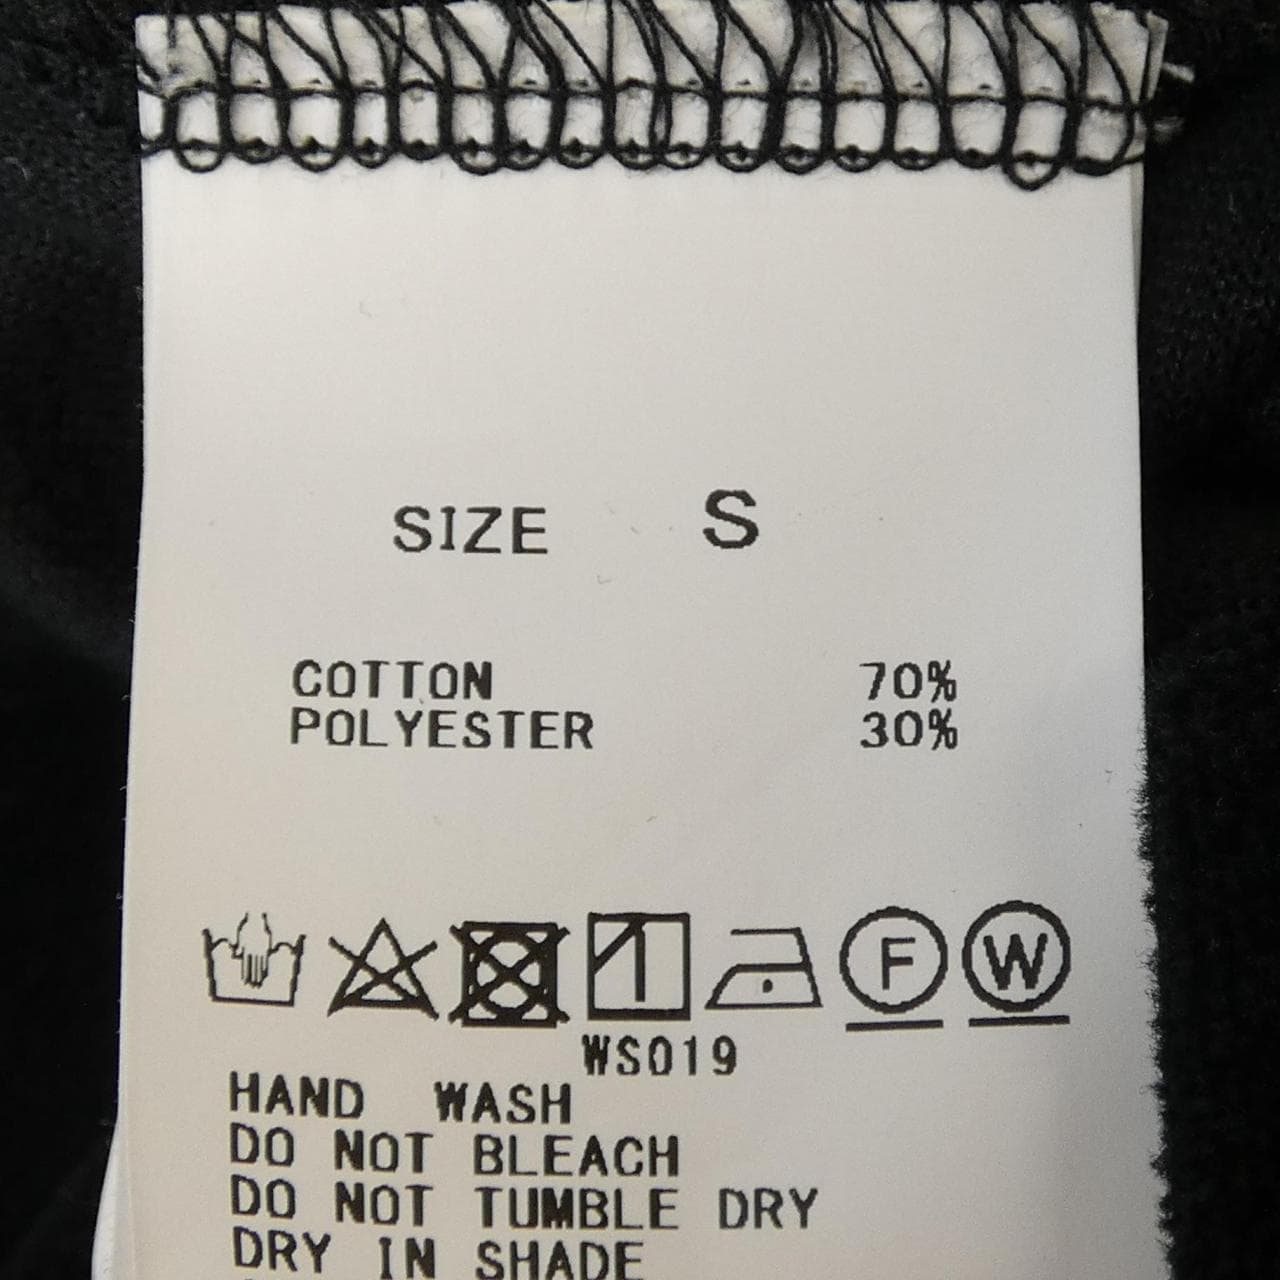 SIZE S
COTTON 70%
POLYESTER 30%
F W
WS019
HAND WASH
DO NOT BLEACH
DO NOT TUMBLE DRY
DRY IN SHADE